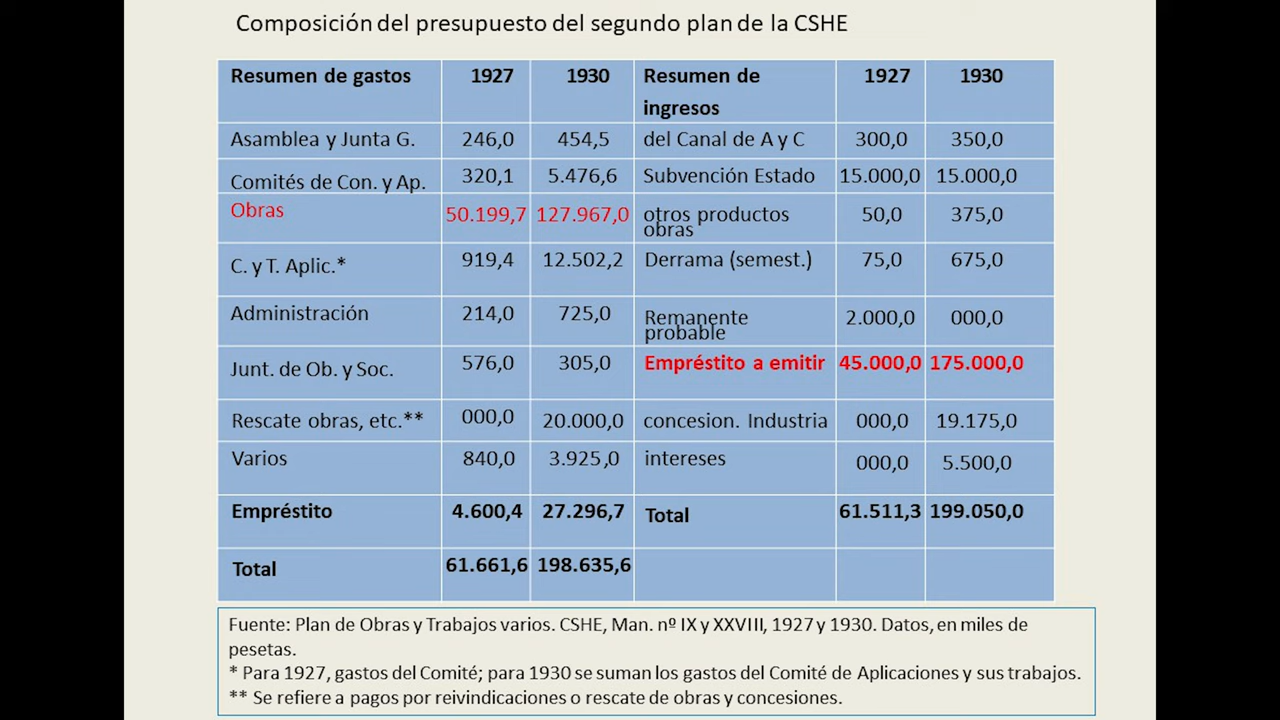 Composición del presupuesto del segundo plan de la CSHE
Resumen de gastos 1927 1930 Resumen de ingresos 1927 1930
Asamblea y Junta G. 246,0 454,5 del Canal de A y C 300,0 350,0
Comités de Con. y Ap. 320,1 5.476,6 Subvención Estado 15.000,0 15.000,0
Obras 50.199,7 127.967,0 otros productos obras 50,0 375,0
C. y T. Aplic.* 919,4 12.502,2 Derrama (semest.) 75,0 675,0
Administración 214,0 725,0 Remanente probable 2.000,0 000,0
Junt. de Ob. y Soc. 576,0 305,0 Empréstito a emitir 45.000,0 175.000,0
Rescate obras, etc.** 000,0 20.000,0 concesion. Industria 000,0 19.175,0
Varios 840,0 3.925,0 intereses 000,0 5.500,0
Empréstito 4.600,4 27.296,7 Total 61.511,3 199.050,0
Total 61.661,6 198.635,6
Fuente: Plan de Obras y Trabajos varios. CSHE, Man. nº IX y XXVIII, 1927 y 1930. Datos, en miles de
pesetas.
* Para 1927, gastos del Comité; para 1930 se suman los gastos del Comité de Aplicaciones y sus trabajos.
** Se refiere a pagos por reivindicaciones o rescate de obras y concesiones.